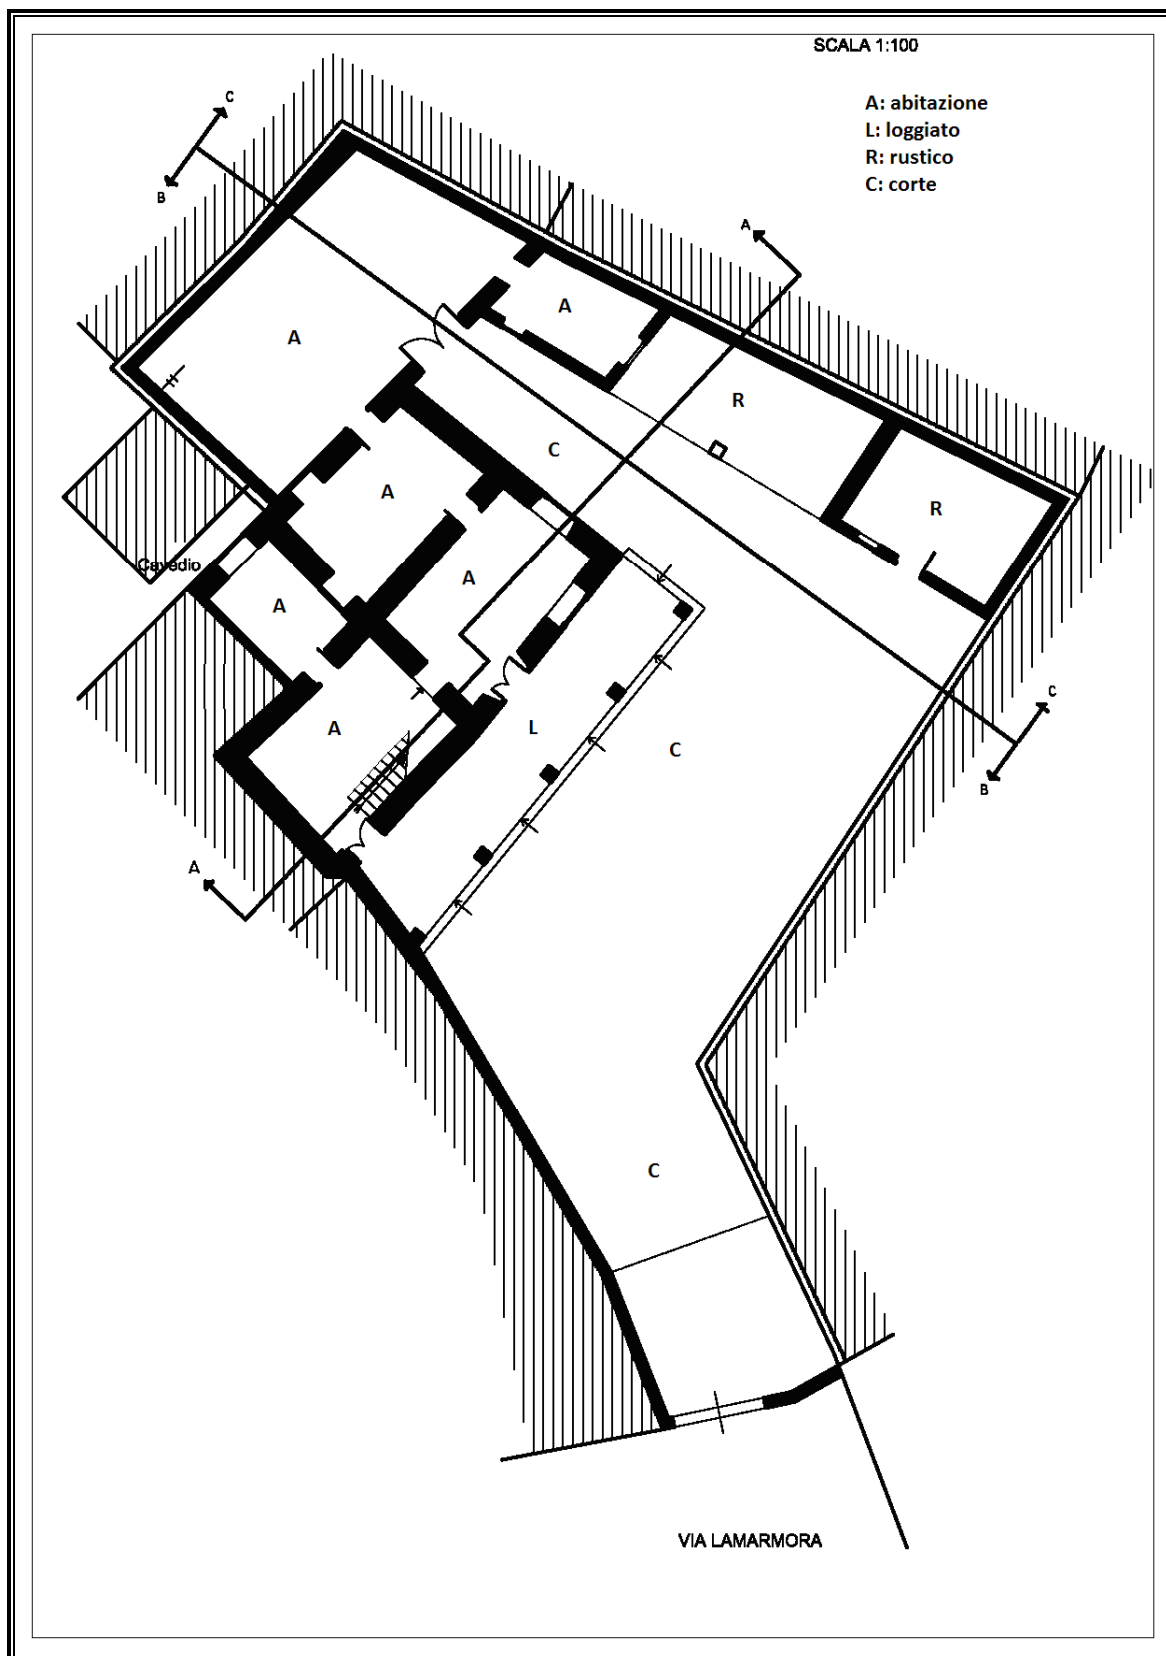 SCALA 1:100
A: abitazione
L: loggiato
R: rustico
C: corte
C
B
A
A
A
R
C
A
R
Cavedio
A
A
A
L
C
C
B
A
C
VIA LAMARMORA